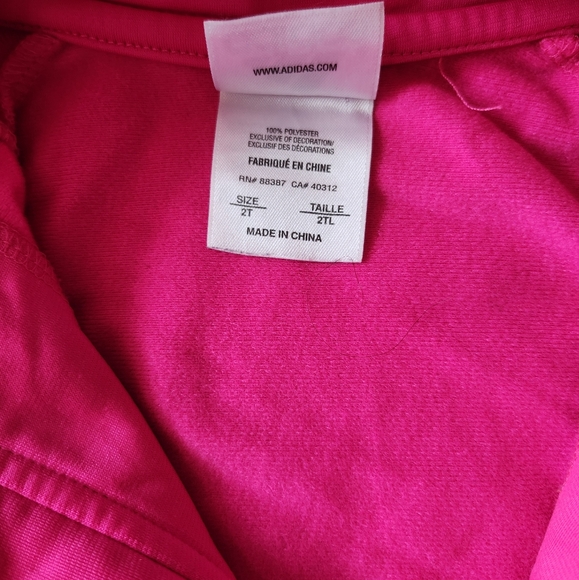 WWW.ADIDAS.COM
100% POLYESTER
EXCLUSIVE OF DECORATION/
EXCLUSIF DES DÉCORATIONS
FABRIQUÉ EN CHINE
RN# 88387 CA# 40312
SIZE TAILLE
2T 2TL
MADE IN CHINA